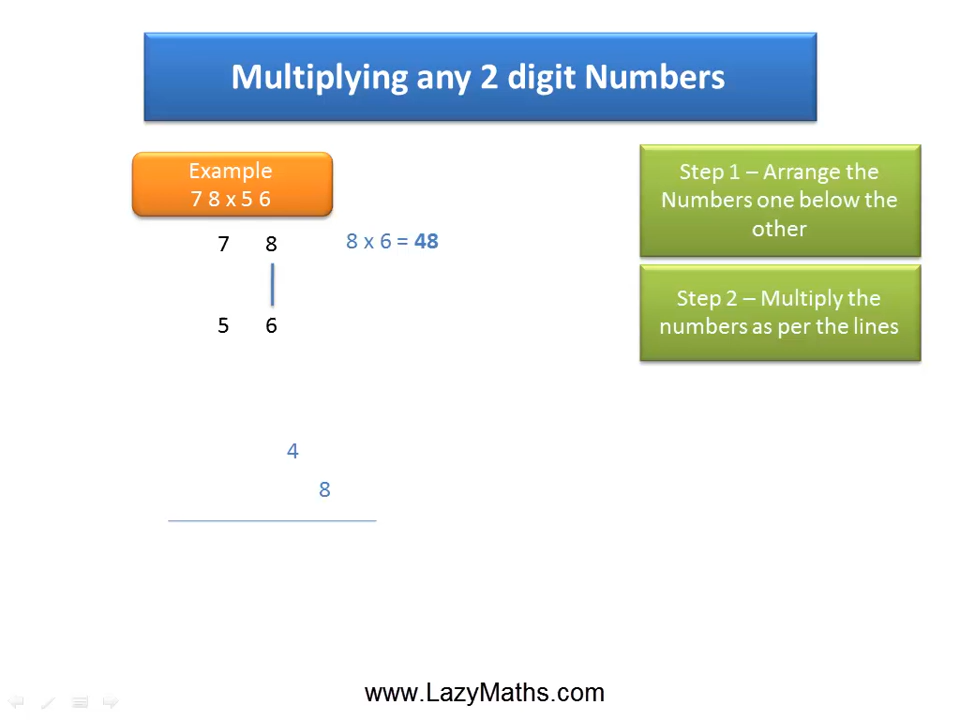 Multiplying any 2 digit Numbers
Example
7 8 x 5 6
7 8
8 x 6 = 48
5 6
4
8
Step 1 – Arrange the
Numbers one below the
other
Step 2 – Multiply the
numbers as per the lines
www.LazyMaths.com